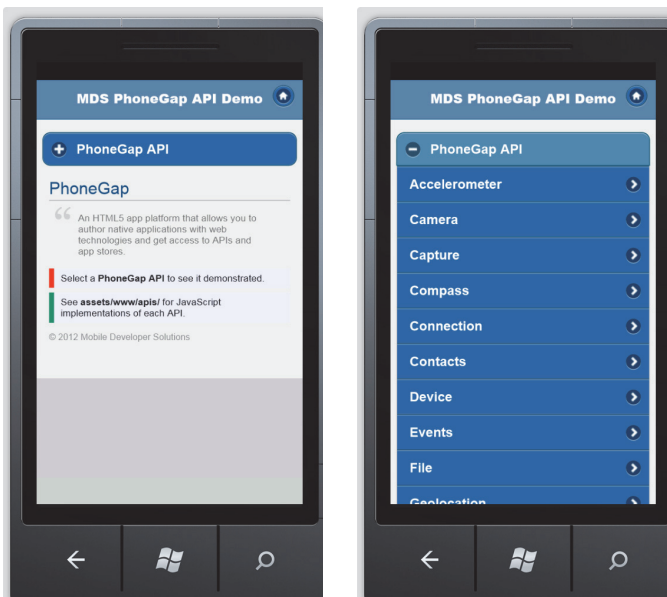 MDS PhoneGap API Demo
PhoneGap API
PhoneGap
“ An HTML5 app platform that allows you to
author native applications with web
technologies and get access to APIs and
app stores.
Select a PhoneGap API to see it demonstrated.
See assets/www/apis/ for JavaScript
implementations of each API.
© 2012 Mobile Developer Solutions
MDS PhoneGap API Demo
PhoneGap API
Accelerometer
Camera
Capture
Compass
Connection
Contacts
Device
Events
File
Geolocation